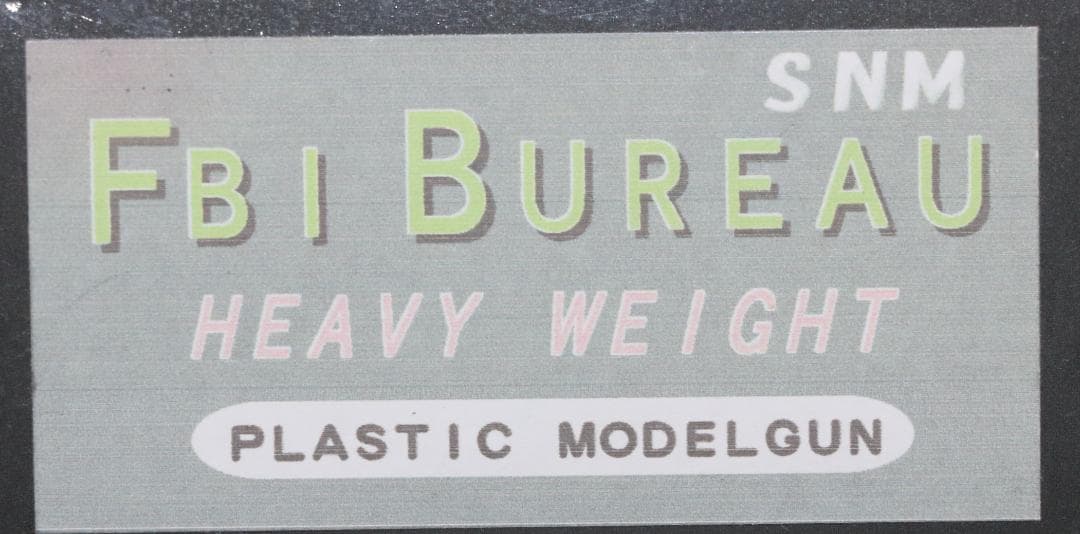 SNM
FBI BUREAU
HEAVY WEIGHT
PLASTIC MODELGUN